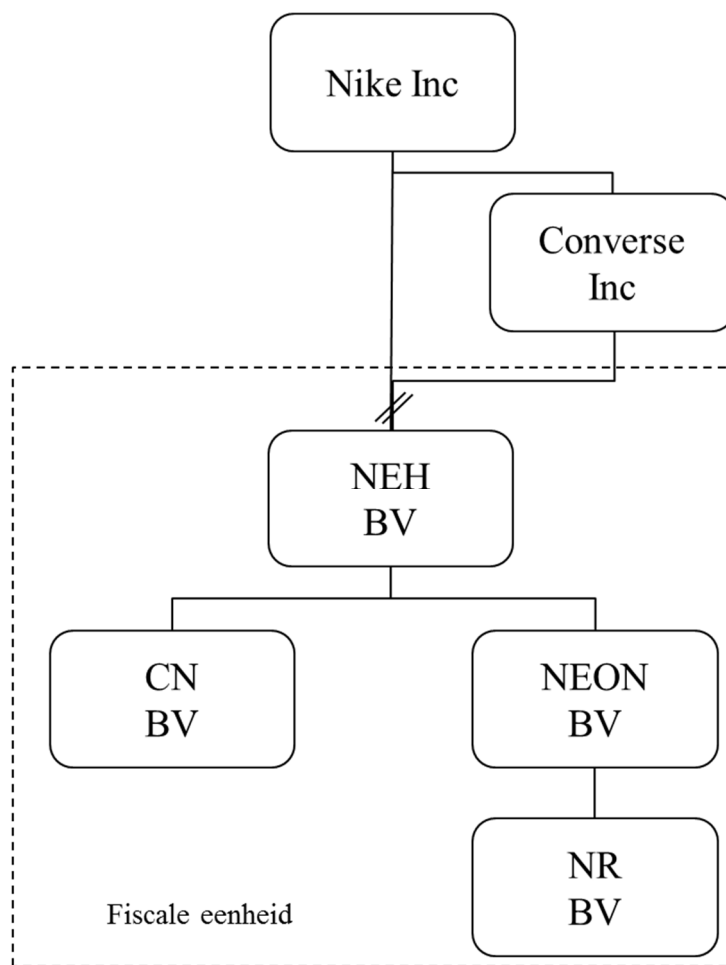 Nike Inc
Converse
Inc
NEH
BV
CN
BV
NEON
BV
NR
BV
Fiscale eenheid